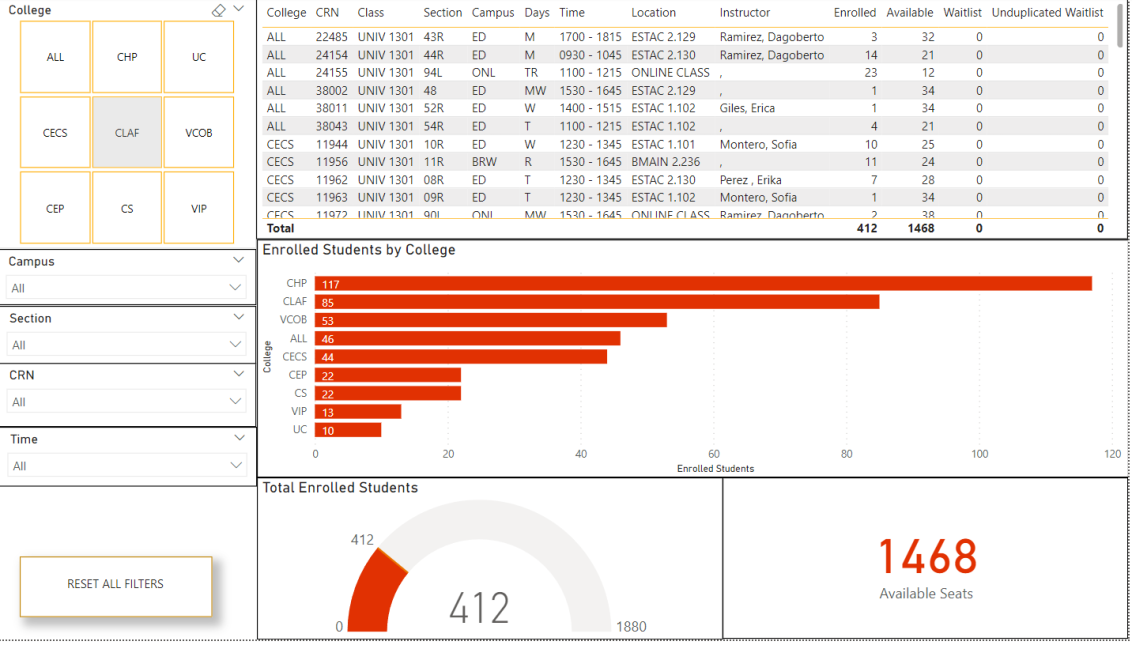 College
ALL CHP UC
CECS CLAF VCOB
CEP CS VIP
Campus
All
Section
All
CRN
All
Time
All
RESET ALL FILTERS
College CRN Class Section Campus Days Time Location Instructor Enrolled Available Waitlist Unduplicated Waitlist
ALL 22485 UNIV 1301 43R ED M 1700 - 1815 ESTAC 2.129 Ramirez, Dagoberto 3 32 0 0
ALL 24154 UNIV 1301 44R ED M 0930 - 1045 ESTAC 2.130 Ramirez, Dagoberto 14 21 0 0
ALL 24155 UNIV 1301 94L ONL TR 1100 - 1215 ONLINE CLASS , 23 12 0 0
ALL 38002 UNIV 1301 48 ED MW 1530 - 1645 ESTAC 2.129 , 1 34 0 0
ALL 38011 UNIV 1301 52R ED W 1400 - 1515 ESTAC 1.102 Giles, Erica 1 34 0 0
ALL 38043 UNIV 1301 54R ED T 1100 - 1215 ESTAC 1.102 , 4 21 0 0
CECS 11944 UNIV 1301 10R ED W 1230 - 1345 ESTAC 1.101 Montero, Sofia 10 25 0 0
CECS 11956 UNIV 1301 11R BRW R 1530 - 1645 BMAIN 2.236 , 11 24 0 0
CECS 11962 UNIV 1301 08R ED T 1230 - 1345 ESTAC 2.130 Perez , Erika 7 28 0 0
CECS 11963 UNIV 1301 09R ED T 1230 - 1345 ESTAC 1.102 Montero, Sofia 1 34 0 0
CECS 11972 UNIV 1301 90L ONL MW 1530 - 1645 ONLINE CLASS Ramirez, Dagoberto 2 38 0 0
Total 412 1468 0 0
Enrolled Students by College
College
CHP 117
CLAF 85
VCOB 53
ALL 46
CECS 44
CEP 22
CS 22
VIP 13
UC 10
0 20 40 60 80 100 120
Enrolled Students
Total Enrolled Students
412
412
0 1880
1468
Available Seats